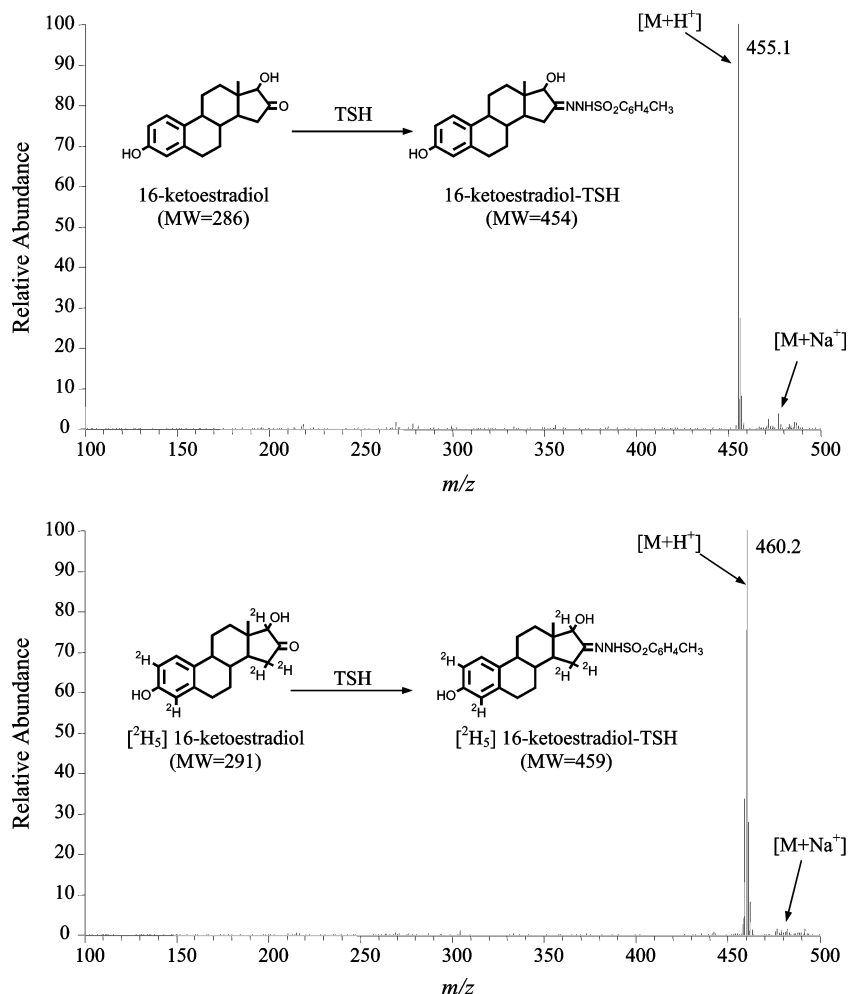 Relative Abundance
100
90
80
70
60
50
40
30
20
10
0
[M+H⁺]
455.1
OH
O
HO
TSH
OH
NNHSO₂C₆H₄CH₃
HO
16-ketoestradiol
(MW=286)
16-ketoestradiol-TSH
(MW=454)
[M+Na⁺]
100 150 200 250 300 350 400 450 500
m/z
Relative Abundance
100
90
80
70
60
50
40
30
20
10
0
[M+H⁺]
460.2
²H OH
O
²H
²H ²H
HO
²H
TSH
²H OH
NNHSO₂C₆H₄CH₃
²H
²H ²H
HO
²H
[²H₅] 16-ketoestradiol
(MW=291)
[²H₅] 16-ketoestradiol-TSH
(MW=459)
[M+Na⁺]
100 150 200 250 300 350 400 450 500
m/z